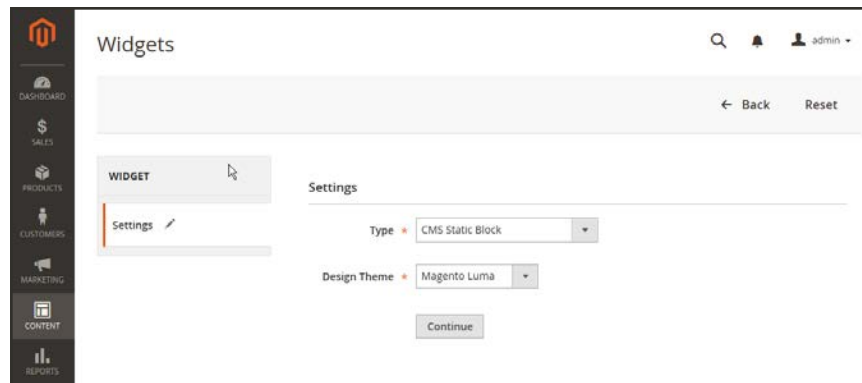 Widgets
admin
← Back Reset
DASHBOARD
$
SALES
PRODUCTS
CUSTOMERS
MARKETING
CONTENT
REPORTS
WIDGET
Settings
Settings
Type * CMS Static Block
Design Theme * Magento Luma
Continue